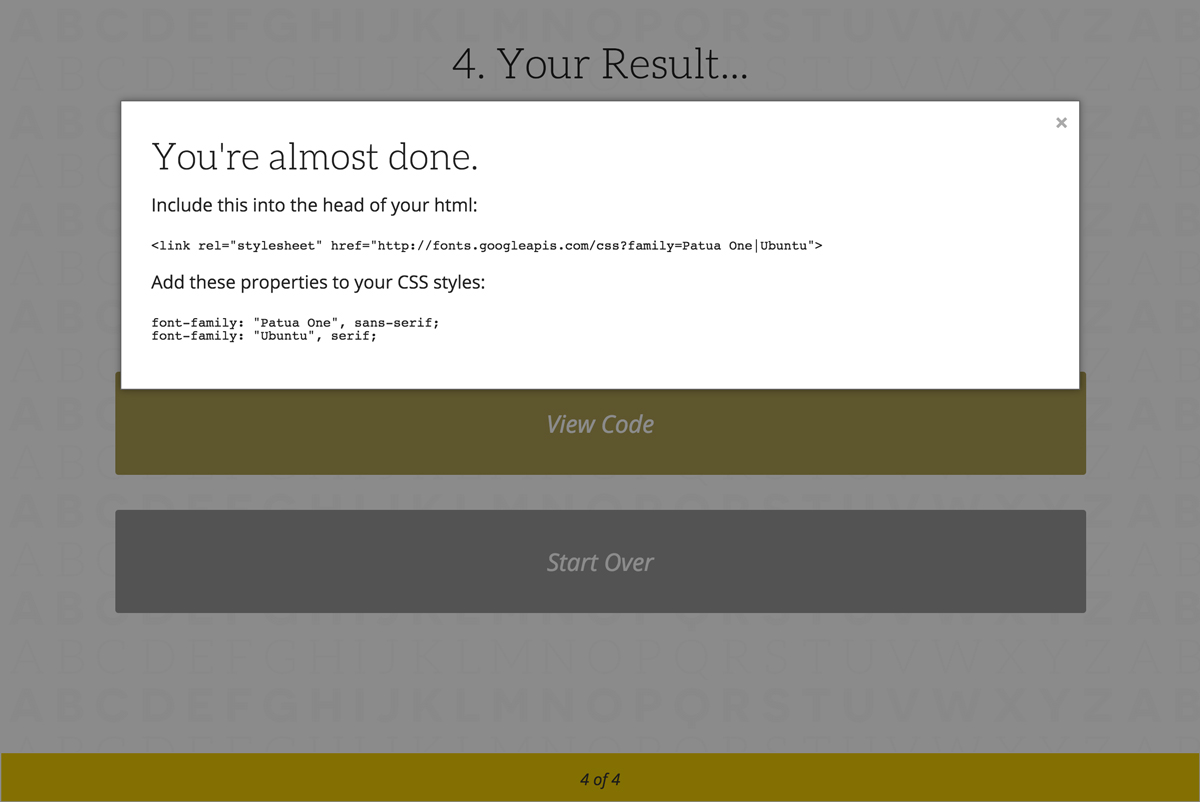 4. Your Result...
×
You're almost done.
Include this into the head of your html:
<link rel="stylesheet" href="http://fonts.googleapis.com/css?family=Patua One|Ubuntu">
Add these properties to your CSS styles:
font-family: "Patua One", sans-serif;
font-family: "Ubuntu", serif;
View Code
Start Over
4 of 4